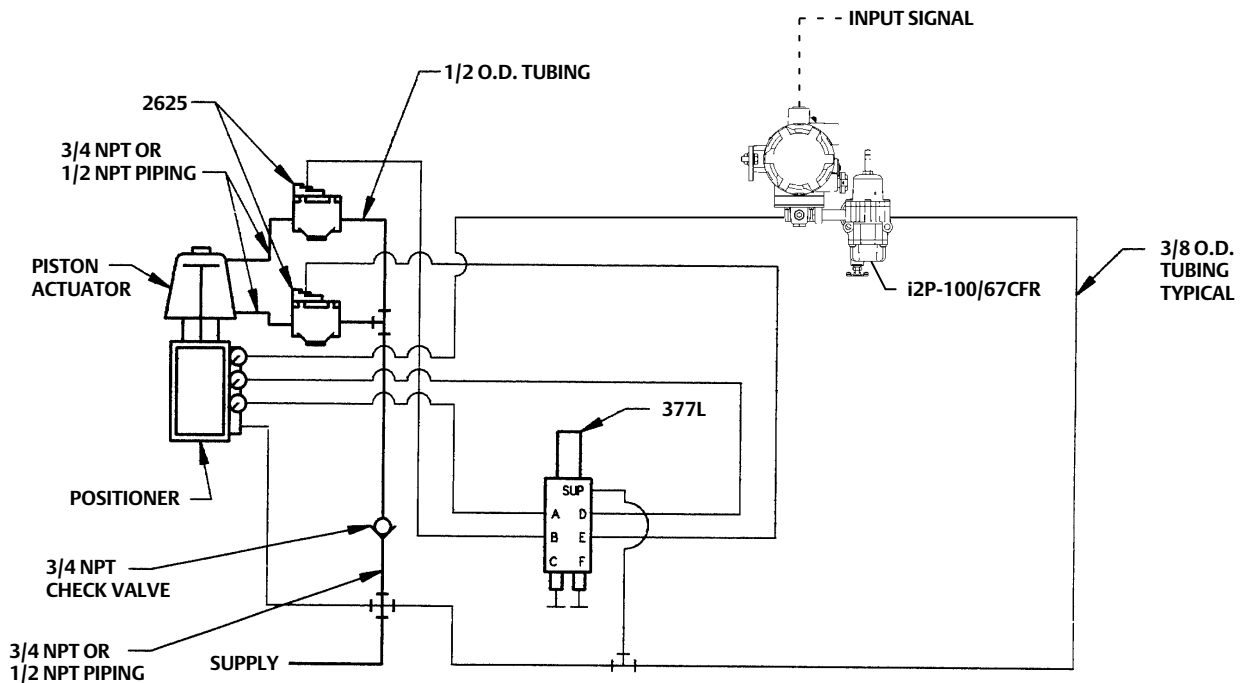 INPUT SIGNAL
1/2 O.D. TUBING
2625
3/4 NPT OR
1/2 NPT PIPING
PISTON
ACTUATOR
3/8 O.D.
TUBING
TYPICAL
i2P-100/67CFR
377L
SUP
A D
B E
C F
POSITIONER
3/4 NPT
CHECK VALVE
3/4 NPT OR
1/2 NPT PIPING
SUPPLY